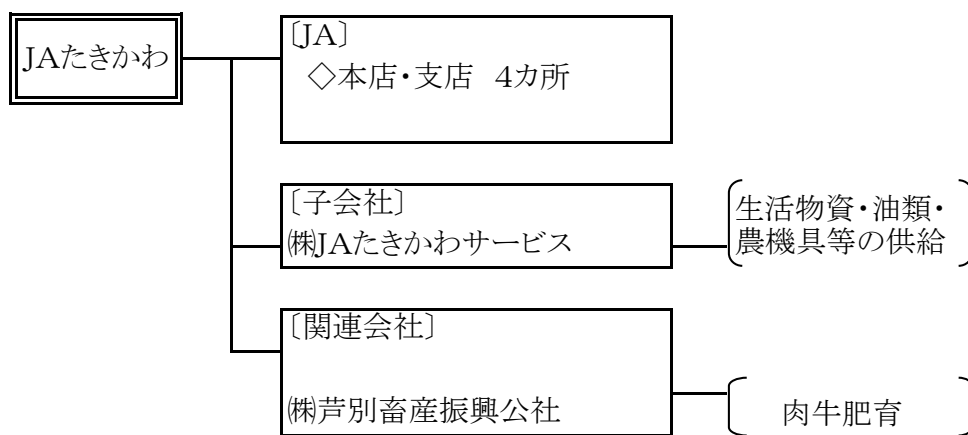 JAたきかわ
〔JA〕
◇本店・支店 4カ所
〔子会社〕
㈱JAたきかわサービス
生活物資・油類・
農機具等の供給
〔関連会社〕
㈱芦別畜産振興公社
肉牛肥育